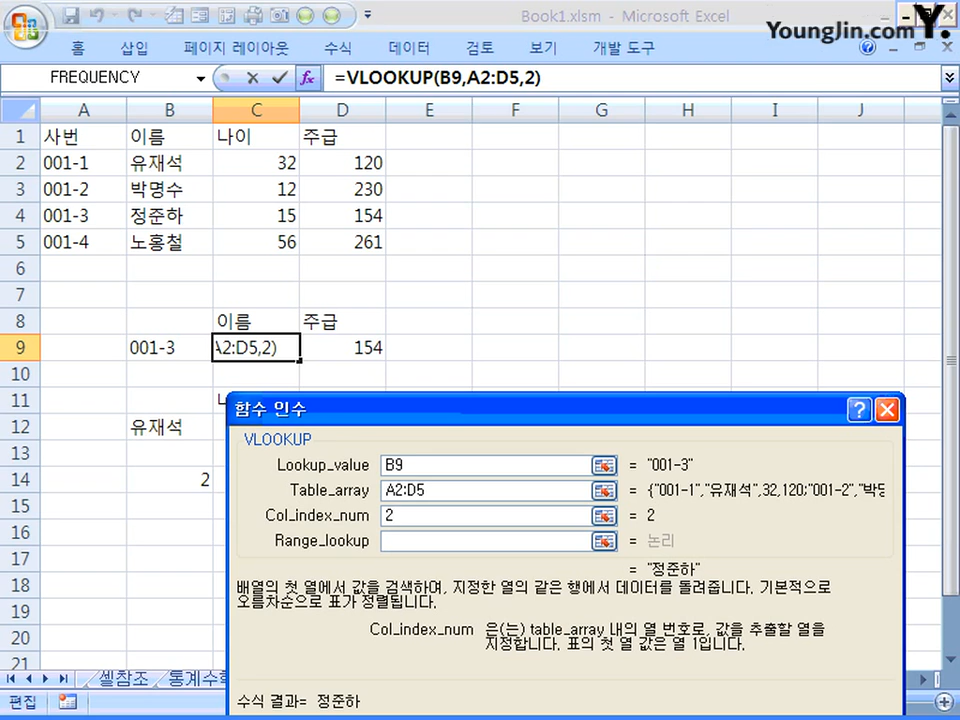 Book1.xlsm - Microsoft Excel
YoungJin.com Y.
홈 삽입 페이지 레이아웃 수식 데이터 검토 보기 개발 도구
FREQUENCY =VLOOKUP(B9,A2:D5,2)
A B C D E F G H I J
1 사번 이름 나이 주급
2 001-1 유재석 32 120
3 001-2 박명수 12 230
4 001-3 정준하 15 154
5 001-4 노홍철 56 261
6
7
8 이름 주급
9 001-3 A2:D5,2) 154
10
11
12 유재석
13
14 2
15
16
17
18
19
20
21
함수 인수
VLOOKUP
Lookup_value B9 = "001-3"
Table_array A2:D5 = {"001-1","유재석",32,120;"001-2","박명
Col_index_num 2 = 2
Range_lookup = 논리
= "정준하"
배열의 첫 열에서 값을 검색하여, 지정한 열의 같은 행에서 데이터를 돌려줍니다. 기본적으로
오름차순으로 표가 정렬됩니다.
Col_index_num 은(는) table_array 내의 열 번호로, 값을 추출할 열을
지정합니다. 표의 첫 열 값은 열 1입니다.
수식 결과= 정준하
셀참조 통계수학
편집